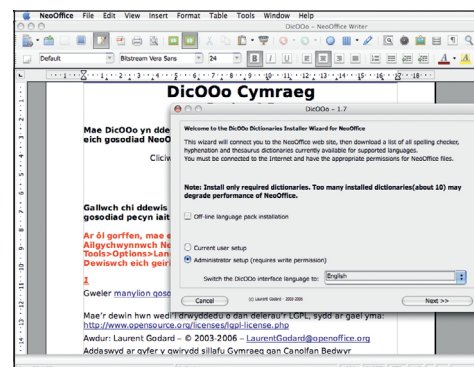 NeoOffice File Edit View Insert Format Table Tools Window Help
DicOOo – NeoOffice Writer
Default Bitstream Vera Sans 24 B I U
DicOOo Cymraeg
Mae DicOOo yn dde
eich gosodiad NeoO
Cliciw
Gallwch chi ddewis
gosodiad pecyn iait
Ar ôl gorffen, mae e
Ailgychwynnwch Ne
Tools>Options>Lan
Dewiswch eich geiri
1
Gweler manylion goso
Mae'r dewin hwn wedi'i drwyddedu o dan delerau'r LGPL, sydd ar gael yma:
http://www.opensource.org/licenses/lgpl-license.php
Awdur: Laurent Godard – © 2003-2006 – LaurentGodard@openoffice.org
Addaswyd ar gyfer y gwirydd sillafu Cymraeg gan Canolfan Bedwyr
DicOOo – 1.7
Welcome to the DicOOo Dictionaries Installer Wizard for NeoOffice
This wizard will connect you to the NeoOffice web site, then download a list of all spelling checker,
hyphenation and thesaurus dictionaries currently available for supported languages.
You must be connected to the Internet and have the appropriate permissions for NeoOffice files.
Note: Install only required dictionaries. Too many installed dictionaries(about 10) may
degrade performance of NeoOffice.
Off-line language pack installation
Current user setup
Administrator setup (requires write permission)
Switch the DicOOo interface language to: English
Cancel (c) Laurent Godard - 2003-2006 Next >>